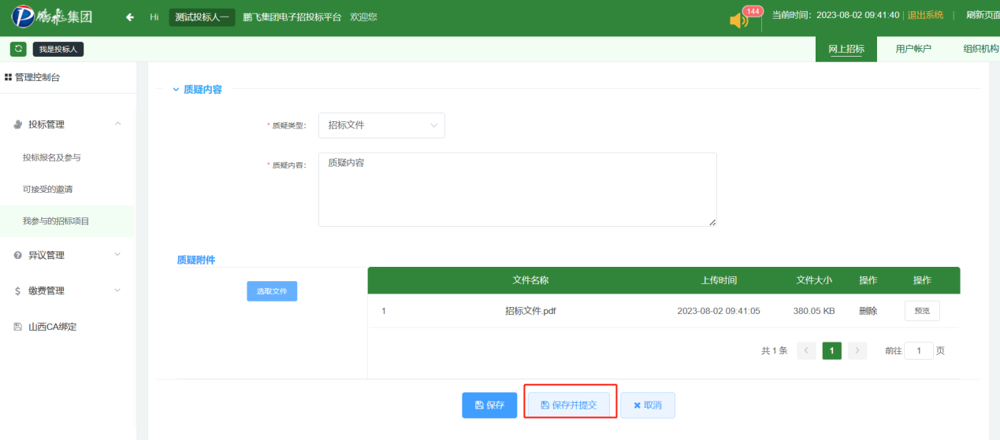 鹏飞集团 Hi 测试投标人一 鹏飞集团电子招投标平台 欢迎您 144 当前时间：2023-08-02 09:41:40 | 退出系统 | 刷新页面
我是投标人 网上招标 用户帐户 组织机构
管理控制台
质疑内容
投标管理
* 质疑类型： 招标文件
投标报名及参与
* 质疑内容： 质疑内容
可接受的邀请
我参与的招标项目
异议管理
质疑附件
选取文件
文件名称 上传时间 文件大小 操作 操作
缴费管理
1 招标文件.pdf 2023-08-02 09:41:05 380.05 KB 删除 预览
山西CA绑定
共 1 条 < 1 > 前往 1 页
保存 保存并提交 取消